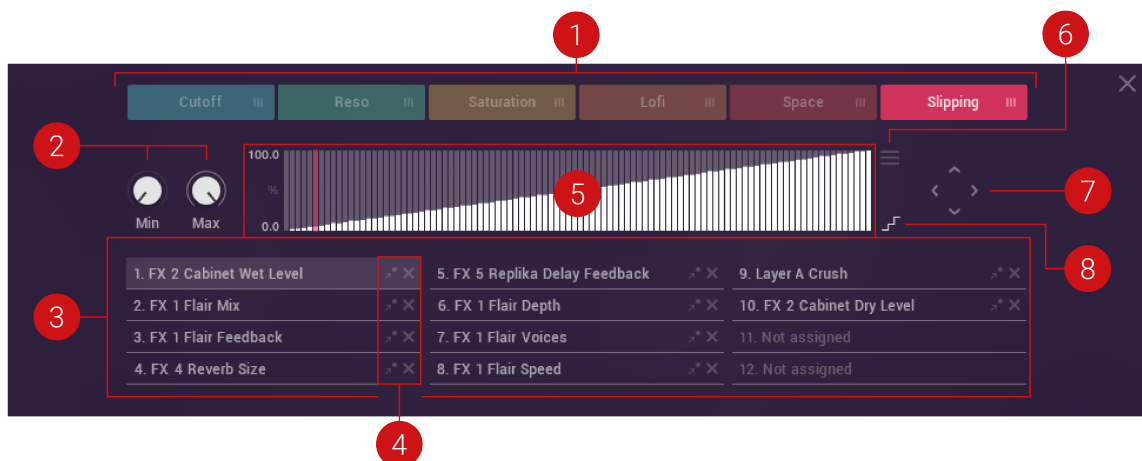 1
6
Cutoff Reso Saturation Lofi Space Slipping
2
100.0
%
0.0
5
7
Min Max
8
3
1. FX 2 Cabinet Wet Level
2. FX 1 Flair Mix
3. FX 1 Flair Feedback
4. FX 4 Reverb Size
5. FX 5 Replika Delay Feedback
6. FX 1 Flair Depth
7. FX 1 Flair Voices
8. FX 1 Flair Speed
9. Layer A Crush
10. FX 2 Cabinet Dry Level
11. Not assigned
12. Not assigned
4